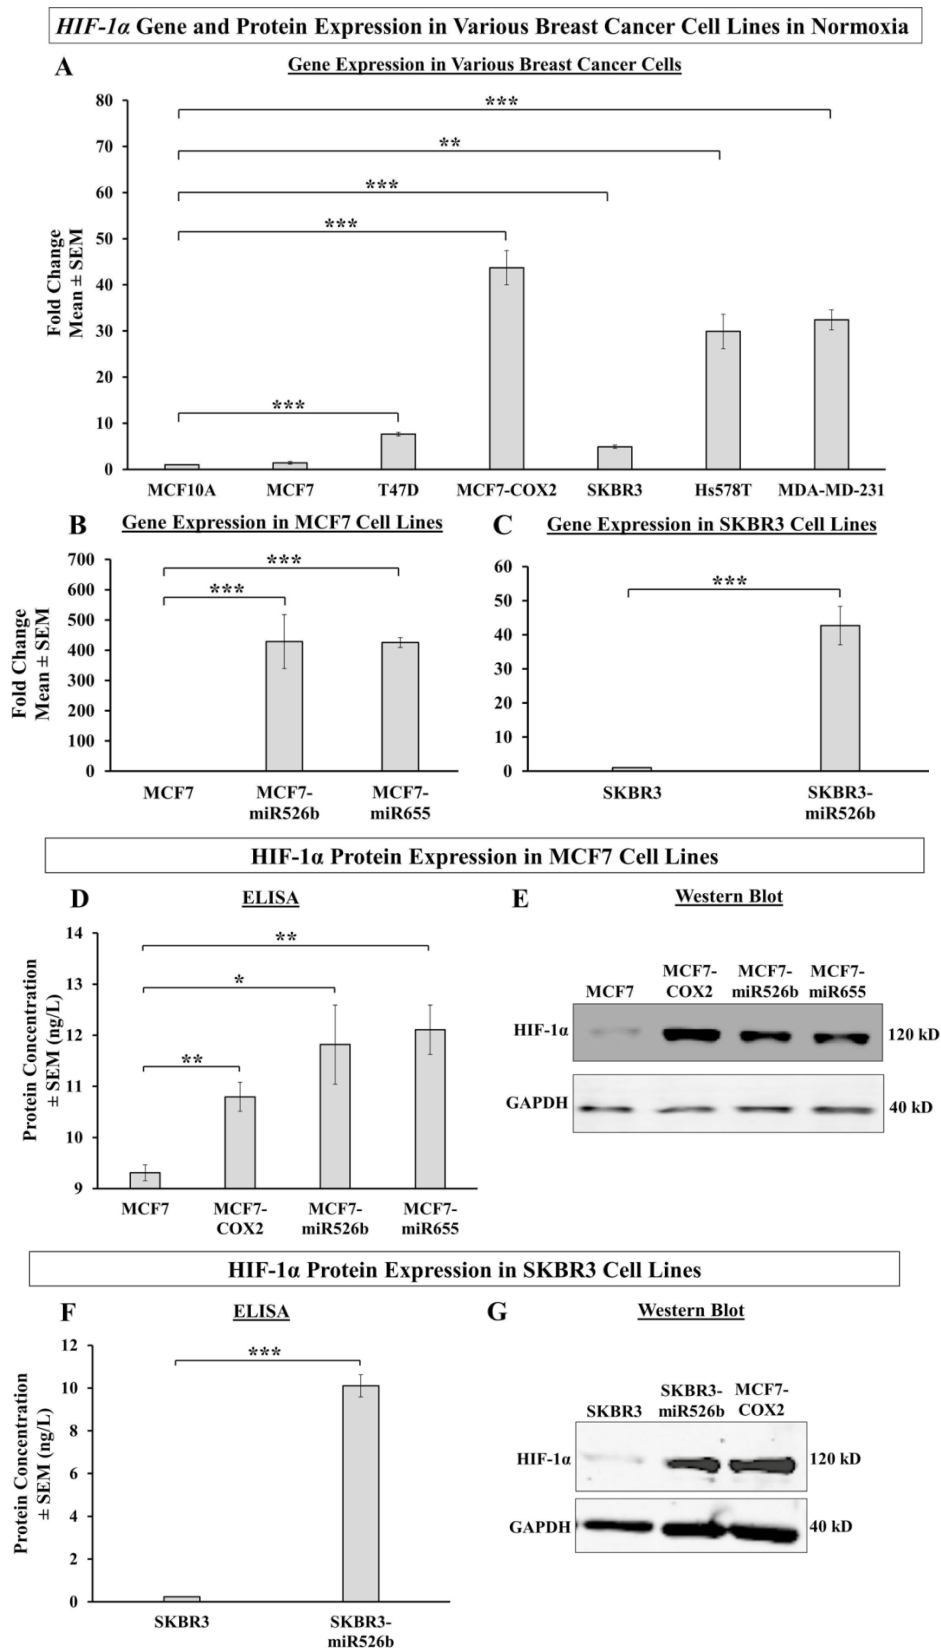 HIF-1α Gene and Protein Expression in Various Breast Cancer Cell Lines in Normoxia
A
Gene Expression in Various Breast Cancer Cells
Fold Change
Mean ± SEM
80
70
60
50
40
30
20
10
0
***
**
***
***
***
MCF10A MCF7 T47D MCF7-COX2 SKBR3 Hs578T MDA-MD-231
B
Gene Expression in MCF7 Cell Lines
Fold Change
Mean ± SEM
700
600
500
400
300
200
100
0
***
***
MCF7 MCF7- MCF7-
miR526b miR655
C
Gene Expression in SKBR3 Cell Lines
60
50
40
30
20
10
0
***
SKBR3 SKBR3-
miR526b
HIF-1α Protein Expression in MCF7 Cell Lines
D
ELISA
Protein Concentration
± SEM (ng/L)
14
13
12
11
10
9
**
*
**
MCF7 MCF7- MCF7- MCF7-
COX2 miR526b miR655
E
Western Blot
MCF7 MCF7- MCF7- MCF7-
COX2 miR526b miR655
HIF-1α 120 kD
GAPDH 40 kD
HIF-1α Protein Expression in SKBR3 Cell Lines
F
ELISA
Protein Concentration
± SEM (ng/L)
12
10
8
6
4
2
0
***
SKBR3 SKBR3-
miR526b
G
Western Blot
SKBR3 SKBR3- MCF7-
miR526b COX2
HIF-1α 120 kD
GAPDH 40 kD